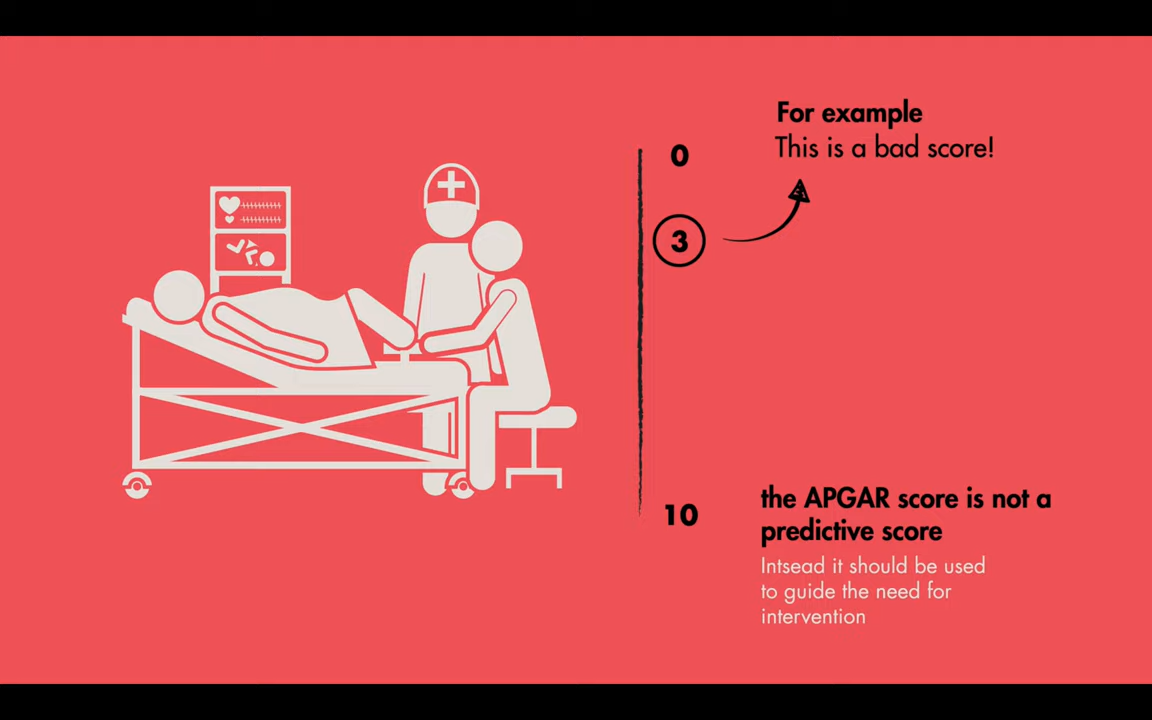 For example
This is a bad score!
0
3
10
the APGAR score is not a
predictive score
Intsead it should be used
to guide the need for
intervention